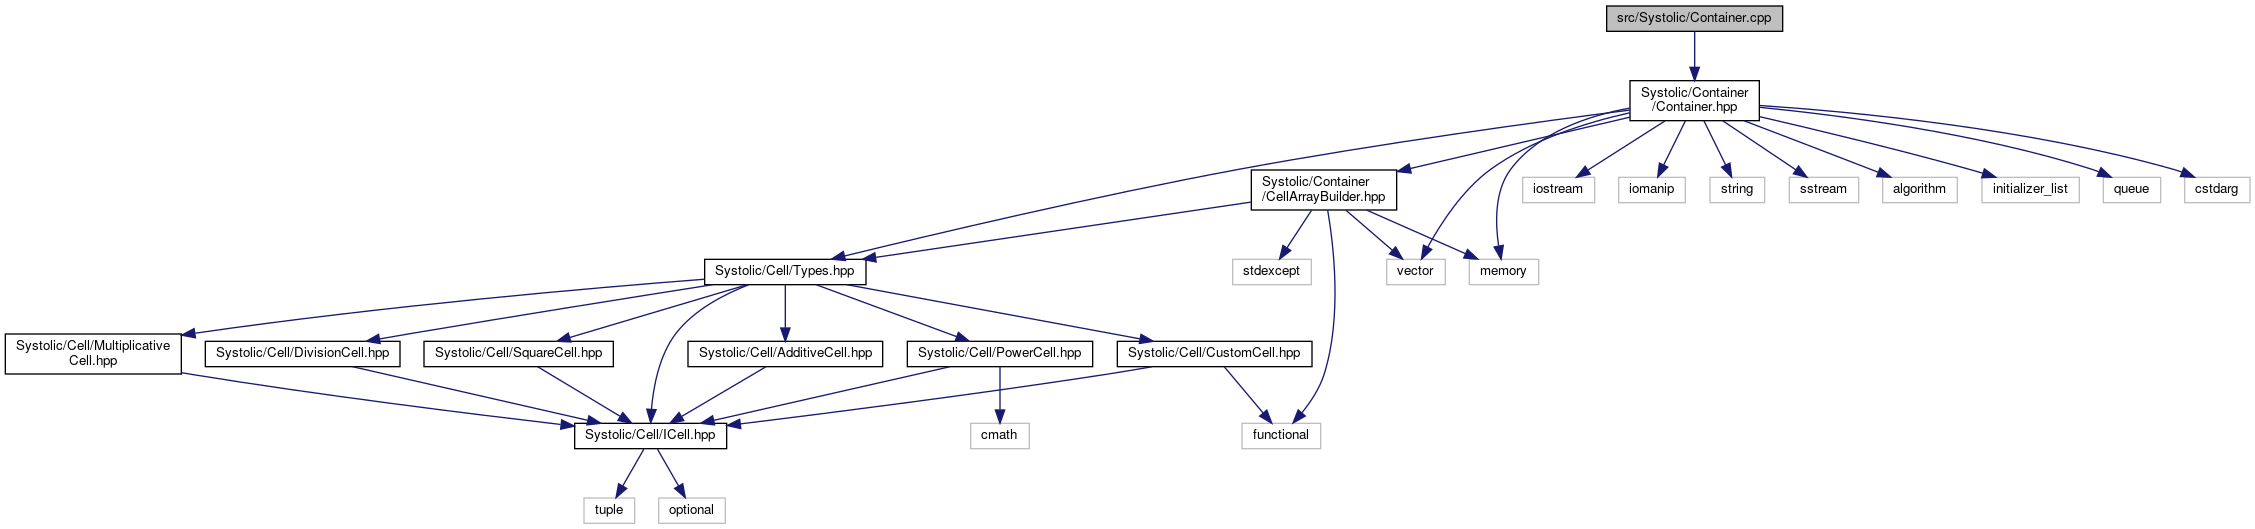 src/Systolic/Container.cpp
Systolic/Container
/Container.hpp
Systolic/Container
/CellArrayBuilder.hpp
iostream
iomanip
string
sstream
algorithm
initializer_list
queue
cstdarg
Systolic/Cell/Types.hpp
stdexcept
vector
memory
Systolic/Cell/Multiplicative
Cell.hpp
Systolic/Cell/DivisionCell.hpp
Systolic/Cell/SquareCell.hpp
Systolic/Cell/AdditiveCell.hpp
Systolic/Cell/PowerCell.hpp
Systolic/Cell/CustomCell.hpp
Systolic/Cell/ICell.hpp
cmath
functional
tuple
optional